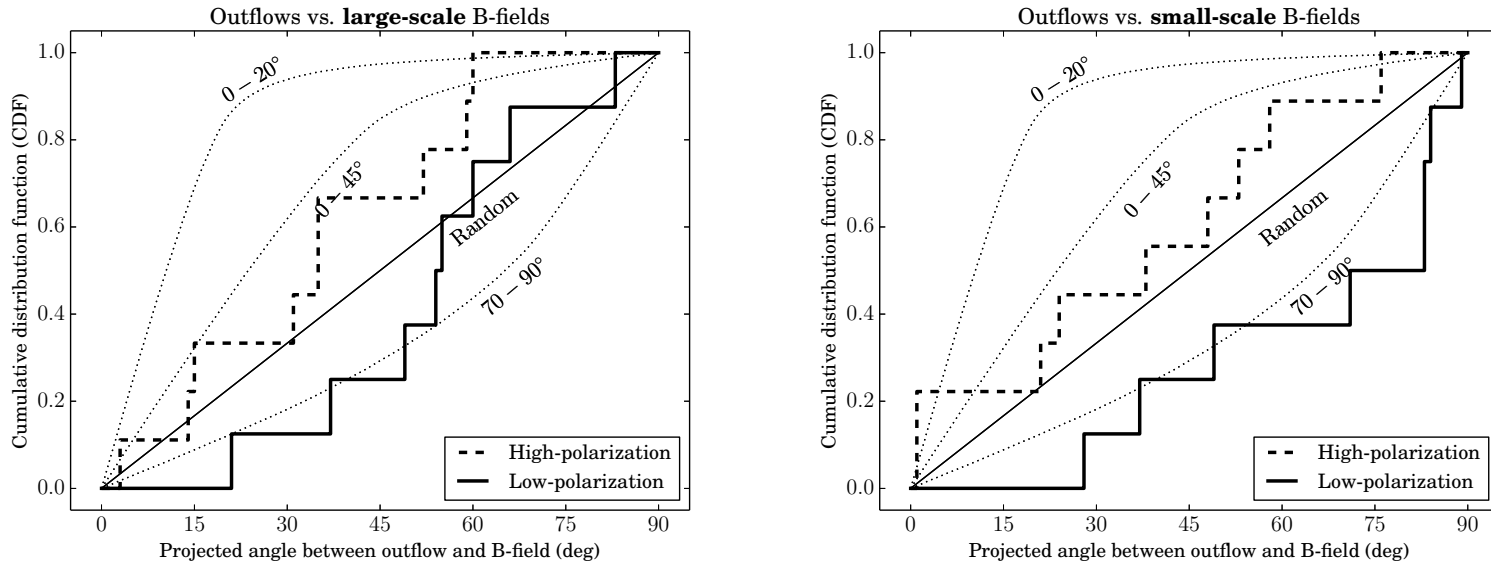 Outflows vs. large-scale B-fields
Cumulative distribution function (CDF)
1.0
0.8
0.6
0.4
0.2
0.0
0 – 20°
0 – 45°
Random
70 – 90°
High-polarization
Low-polarization
0 15 30 45 60 75 90
Projected angle between outflow and B-field (deg)
Outflows vs. small-scale B-fields
Cumulative distribution function (CDF)
1.0
0.8
0.6
0.4
0.2
0.0
0 – 20°
0 – 45°
Random
70 – 90°
High-polarization
Low-polarization
0 15 30 45 60 75 90
Projected angle between outflow and B-field (deg)